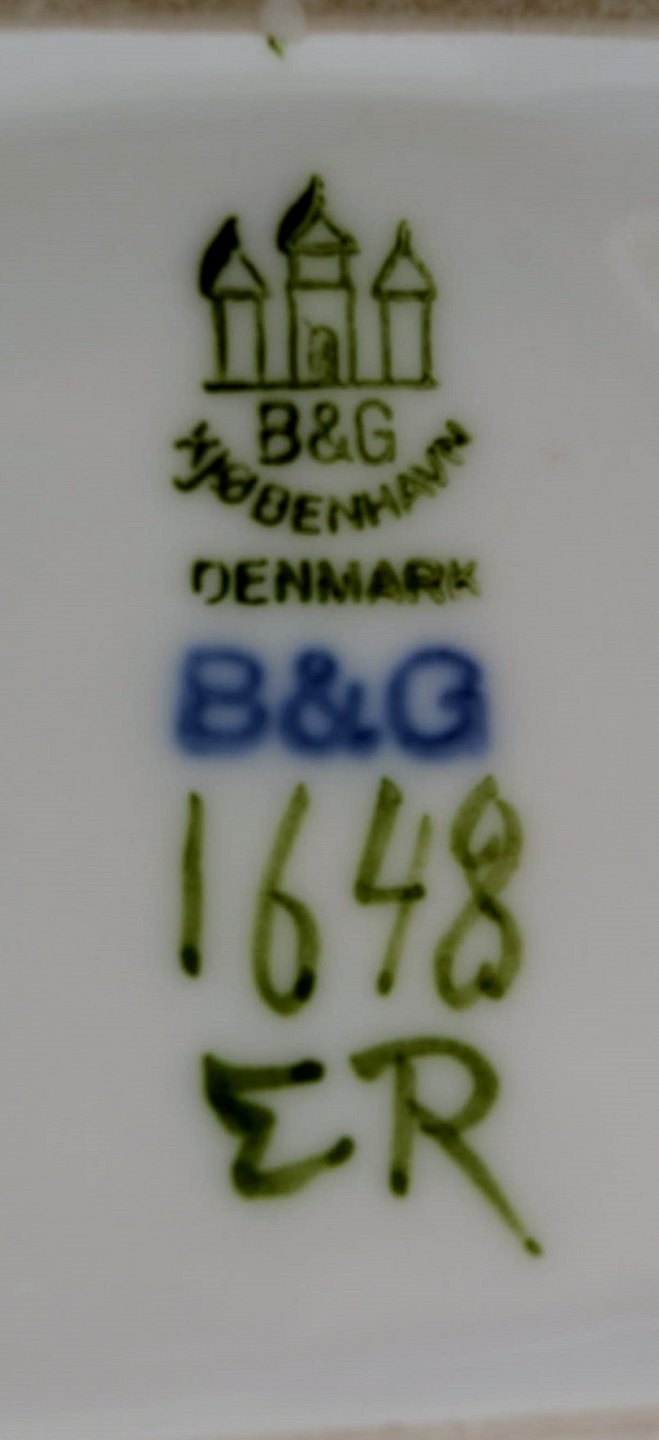 B&G
KJØBENHAVN
DENMARK
B&G
1648
ER